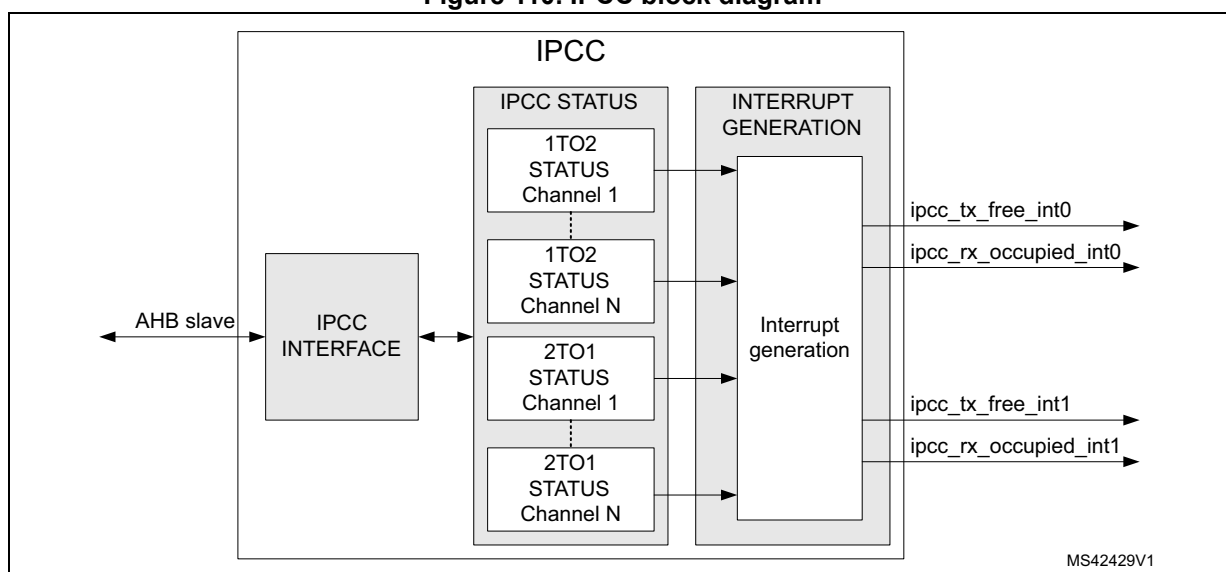 IPCC
IPCC STATUS
INTERRUPT
GENERATION
1TO2
STATUS
Channel 1
1TO2
STATUS
Channel N
2TO1
STATUS
Channel 1
2TO1
STATUS
Channel N
AHB slave
IPCC
INTERFACE
Interrupt
generation
ipcc_tx_free_int0
ipcc_rx_occupied_int0
ipcc_tx_free_int1
ipcc_rx_occupied_int1
MS42429V1